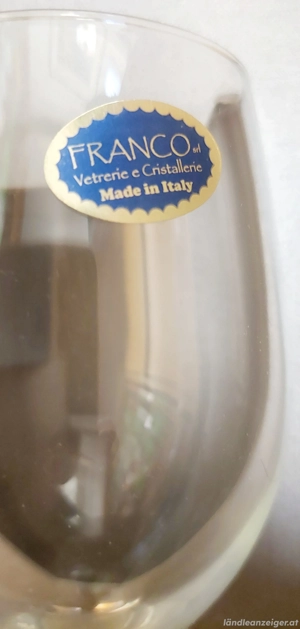 FRANCO srl
Vetrerie e Cristallerie
Made in Italy
ländleanzeiger.at